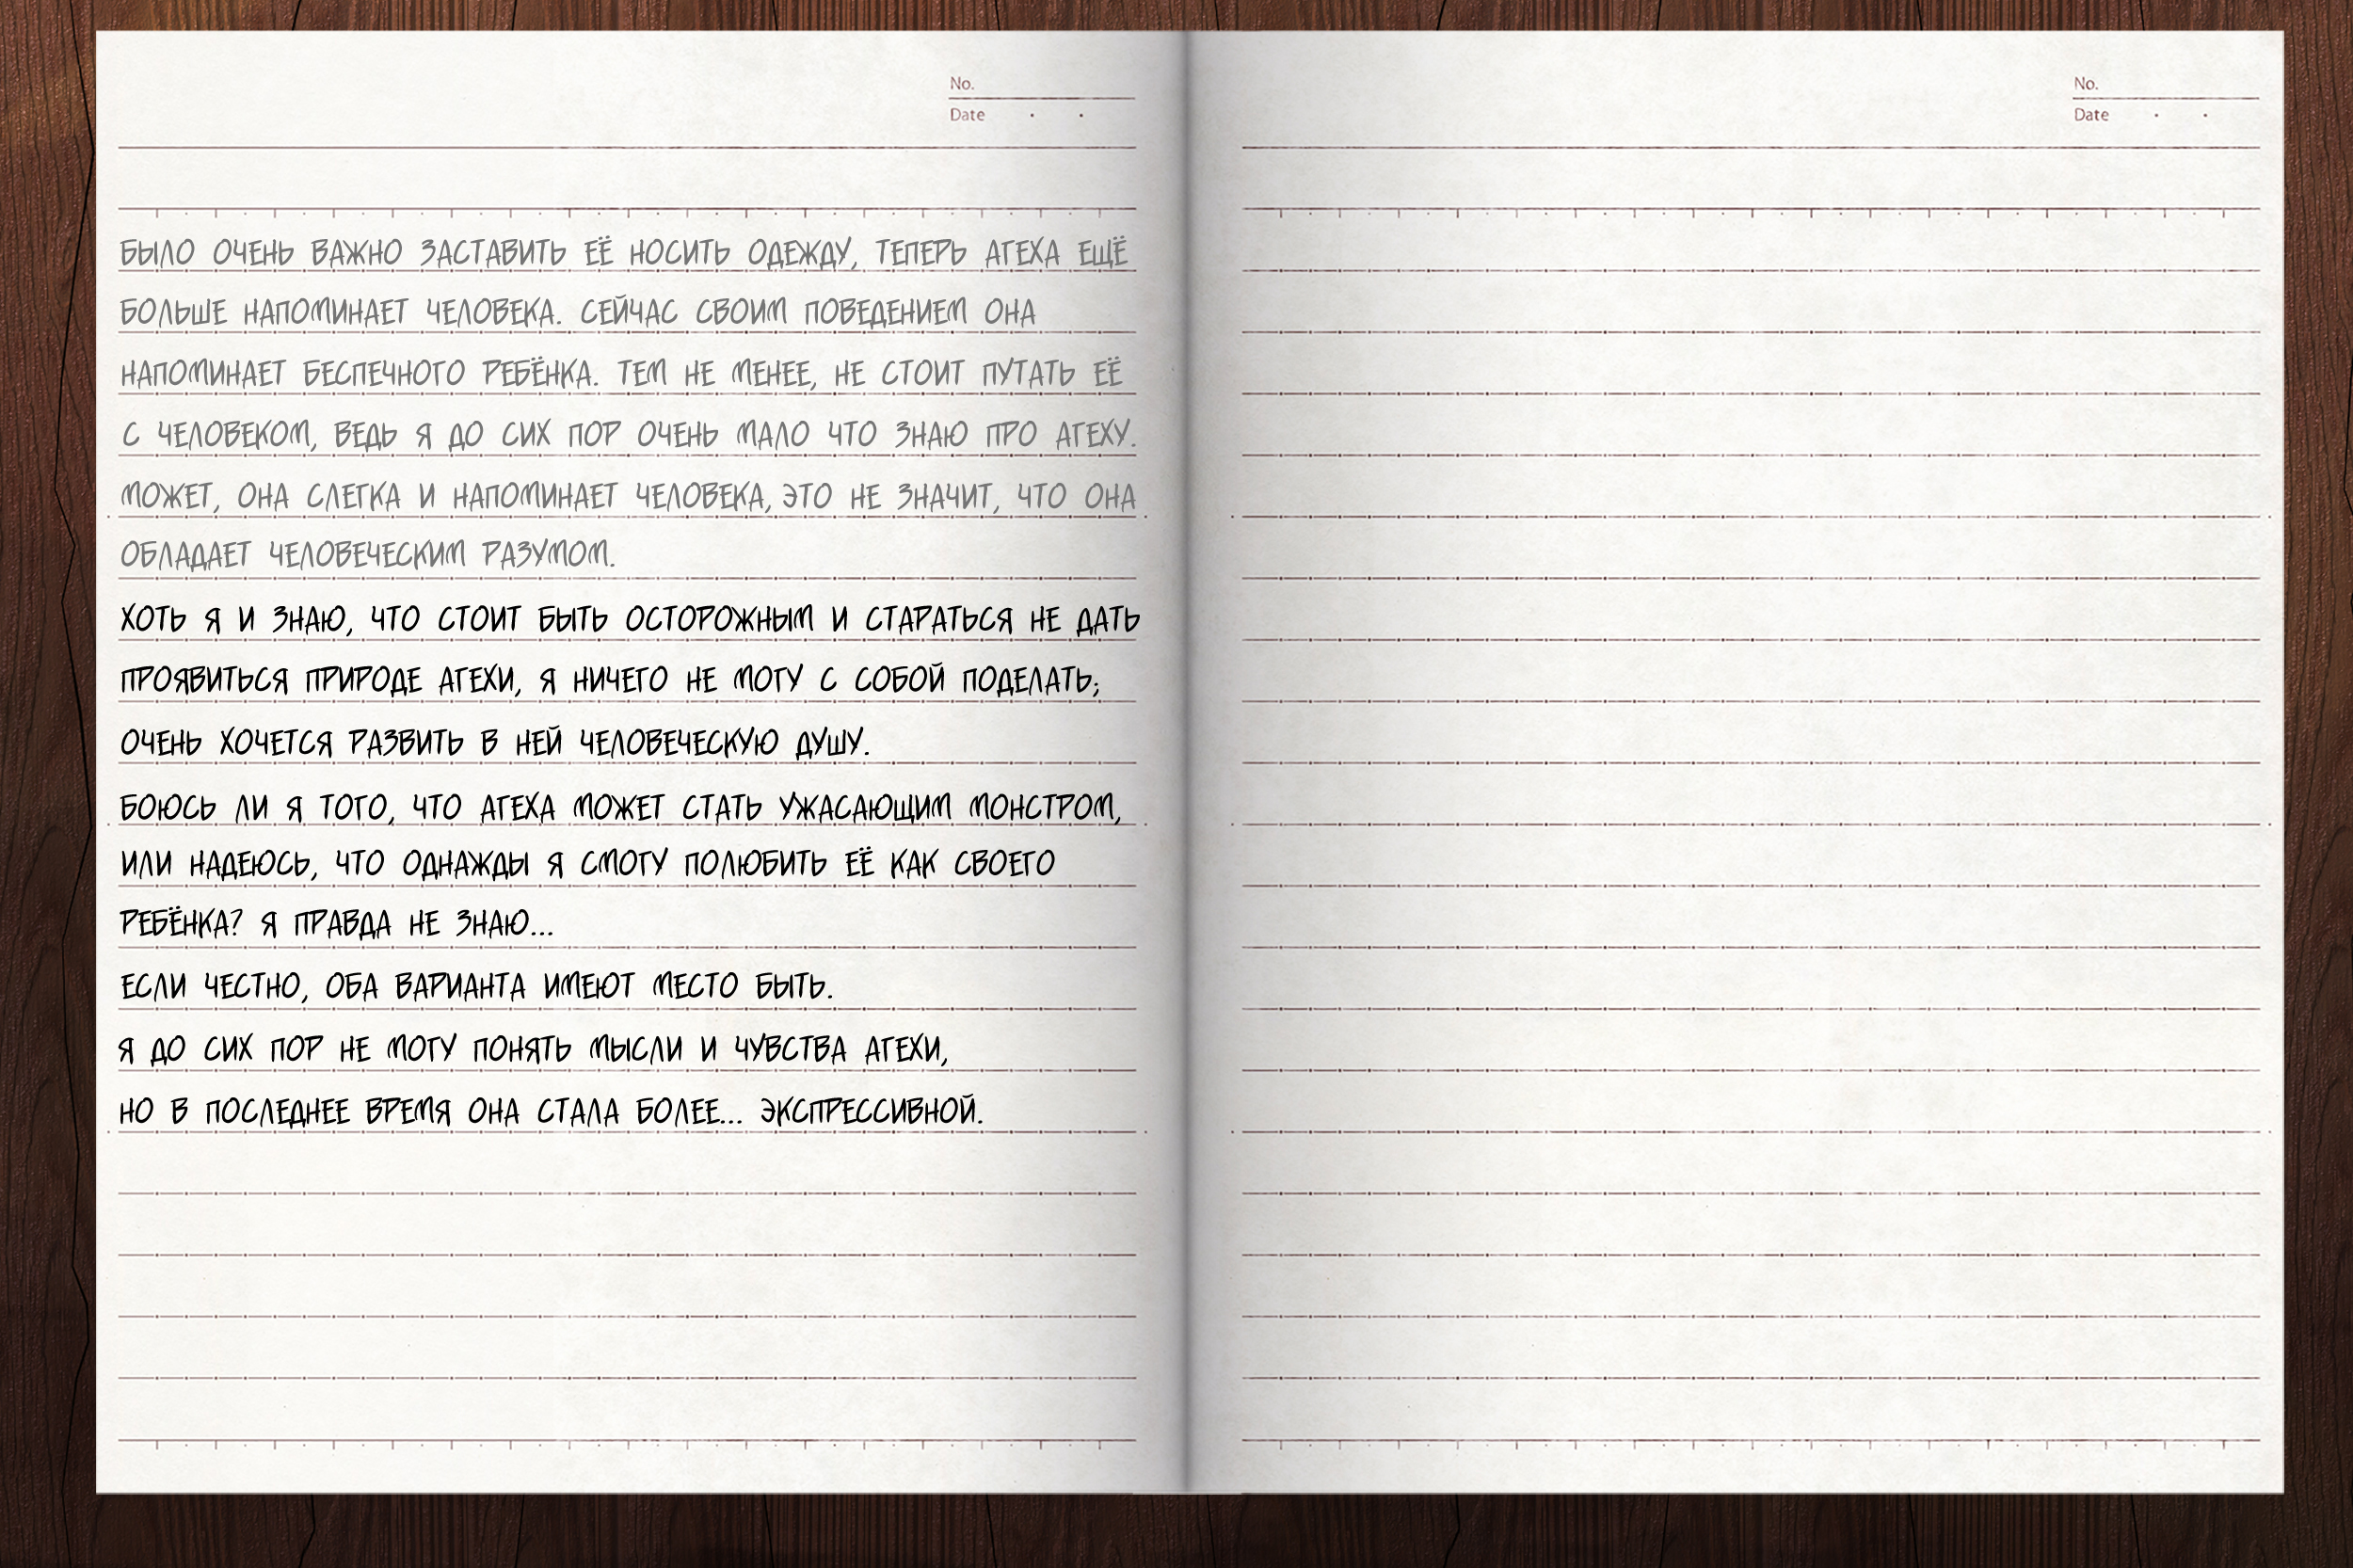 No.
Date . .
No.
Date . .
БЫЛО ОЧЕНЬ ВАЖНО ЗАСТАВИТЬ ЕЁ НОСИТЬ ОДЕЖДУ, ТЕПЕРЬ АГЕХА ЕЩЁ
БОЛЬШЕ НАПОМИНАЕТ ЧЕЛОВЕКА. СЕЙЧАС СВОИМ ПОВЕДЕНИЕМ ОНА
НАПОМИНАЕТ БЕСПЕЧНОГО РЕБЁНКА. ТЕМ НЕ МЕНЕЕ, НЕ СТОИТ ПУТАТЬ ЕЁ
С ЧЕЛОВЕКОМ, ВЕДЬ Я ДО СИХ ПОР ОЧЕНЬ МАЛО ЧТО ЗНАЮ ПРО АГЕХУ.
МОЖЕТ, ОНА СЛЕГКА И НАПОМИНАЕТ ЧЕЛОВЕКА, ЭТО НЕ ЗНАЧИТ, ЧТО ОНА
ОБЛАДАЕТ ЧЕЛОВЕЧЕСКИМ РАЗУМОМ.
ХОТЬ Я И ЗНАЮ, ЧТО СТОИТ БЫТЬ ОСТОРОЖНЫМ И СТАРАТЬСЯ НЕ ДАТЬ
ПРОЯВИТЬСЯ ПРИРОДЕ АГЕХИ, Я НИЧЕГО НЕ МОГУ С СОБОЙ ПОДЕЛАТЬ;
ОЧЕНЬ ХОЧЕТСЯ РАЗВИТЬ В НЕЙ ЧЕЛОВЕЧЕСКУЮ ДУШУ.
БОЮСЬ ЛИ Я ТОГО, ЧТО АГЕХА МОЖЕТ СТАТЬ УЖАСАЮЩИМ МОНСТРОМ,
ИЛИ НАДЕЮСЬ, ЧТО ОДНАЖДЫ Я СМОГУ ПОЛЮБИТЬ ЕЁ КАК СВОЕГО
РЕБЁНКА? Я ПРАВДА НЕ ЗНАЮ...
ЕСЛИ ЧЕСТНО, ОБА ВАРИАНТА ИМЕЮТ МЕСТО БЫТЬ.
Я ДО СИХ ПОР НЕ МОГУ ПОНЯТЬ МЫСЛИ И ЧУВСТВА АГЕХИ,
НО В ПОСЛЕДНЕЕ ВРЕМЯ ОНА СТАЛА БОЛЕЕ... ЭКСПРЕССИВНОЙ.